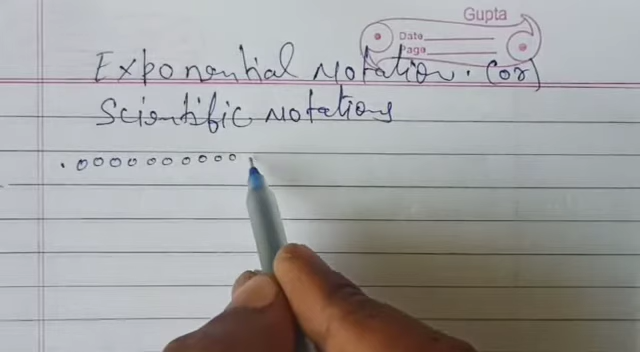 Gupta
Date
Page
Exponential Notation. (or)
Scientific Notations
.0000000000